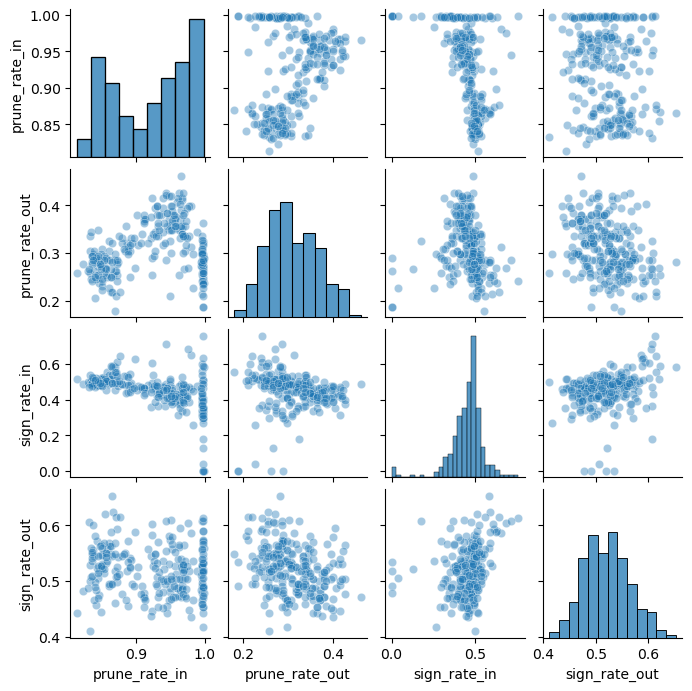 prune_rate_in
1.00
0.95
0.90
0.85
prune_rate_out
0.4
0.3
0.2
sign_rate_in
0.6
0.4
0.2
0.0
sign_rate_out
0.6
0.5
0.4
0.9 1.0 0.2 0.4 0.0 0.5 0.4 0.5 0.6
prune_rate_in prune_rate_out sign_rate_in sign_rate_out